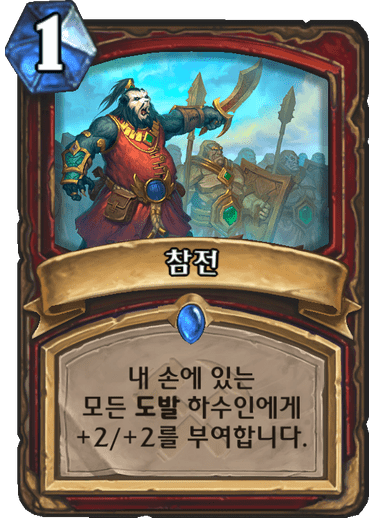 1
참전
내 손에 있는
모든 도발 하수인에게
+2/+2를 부여합니다.